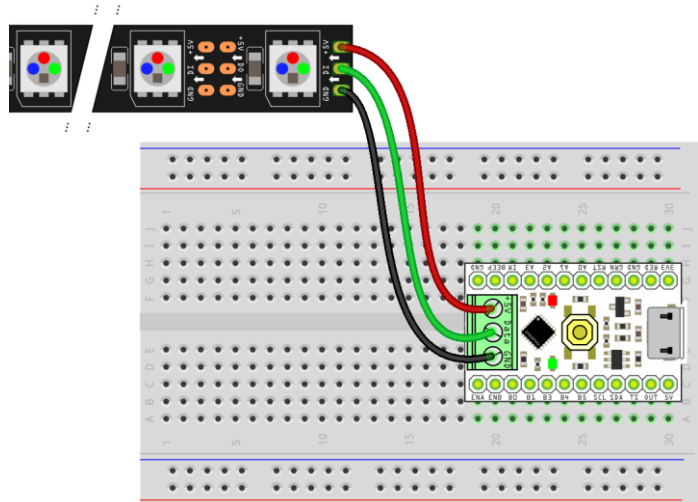 +5V +5V +5V
DI DO DI
GND GND GND
1 5 10 15 20 25 30
J J
I I
H H
G G
F F
GND BEEP IR A3 A2 A1 A0 RST GRN GND RED 3V3
+5V
Data
GND
E E
D D
C C
B B
A A
ENA ENB B0 B1 B3 B4 B5 SCL SDA TS OUT 5V
1 5 10 15 20 25 30